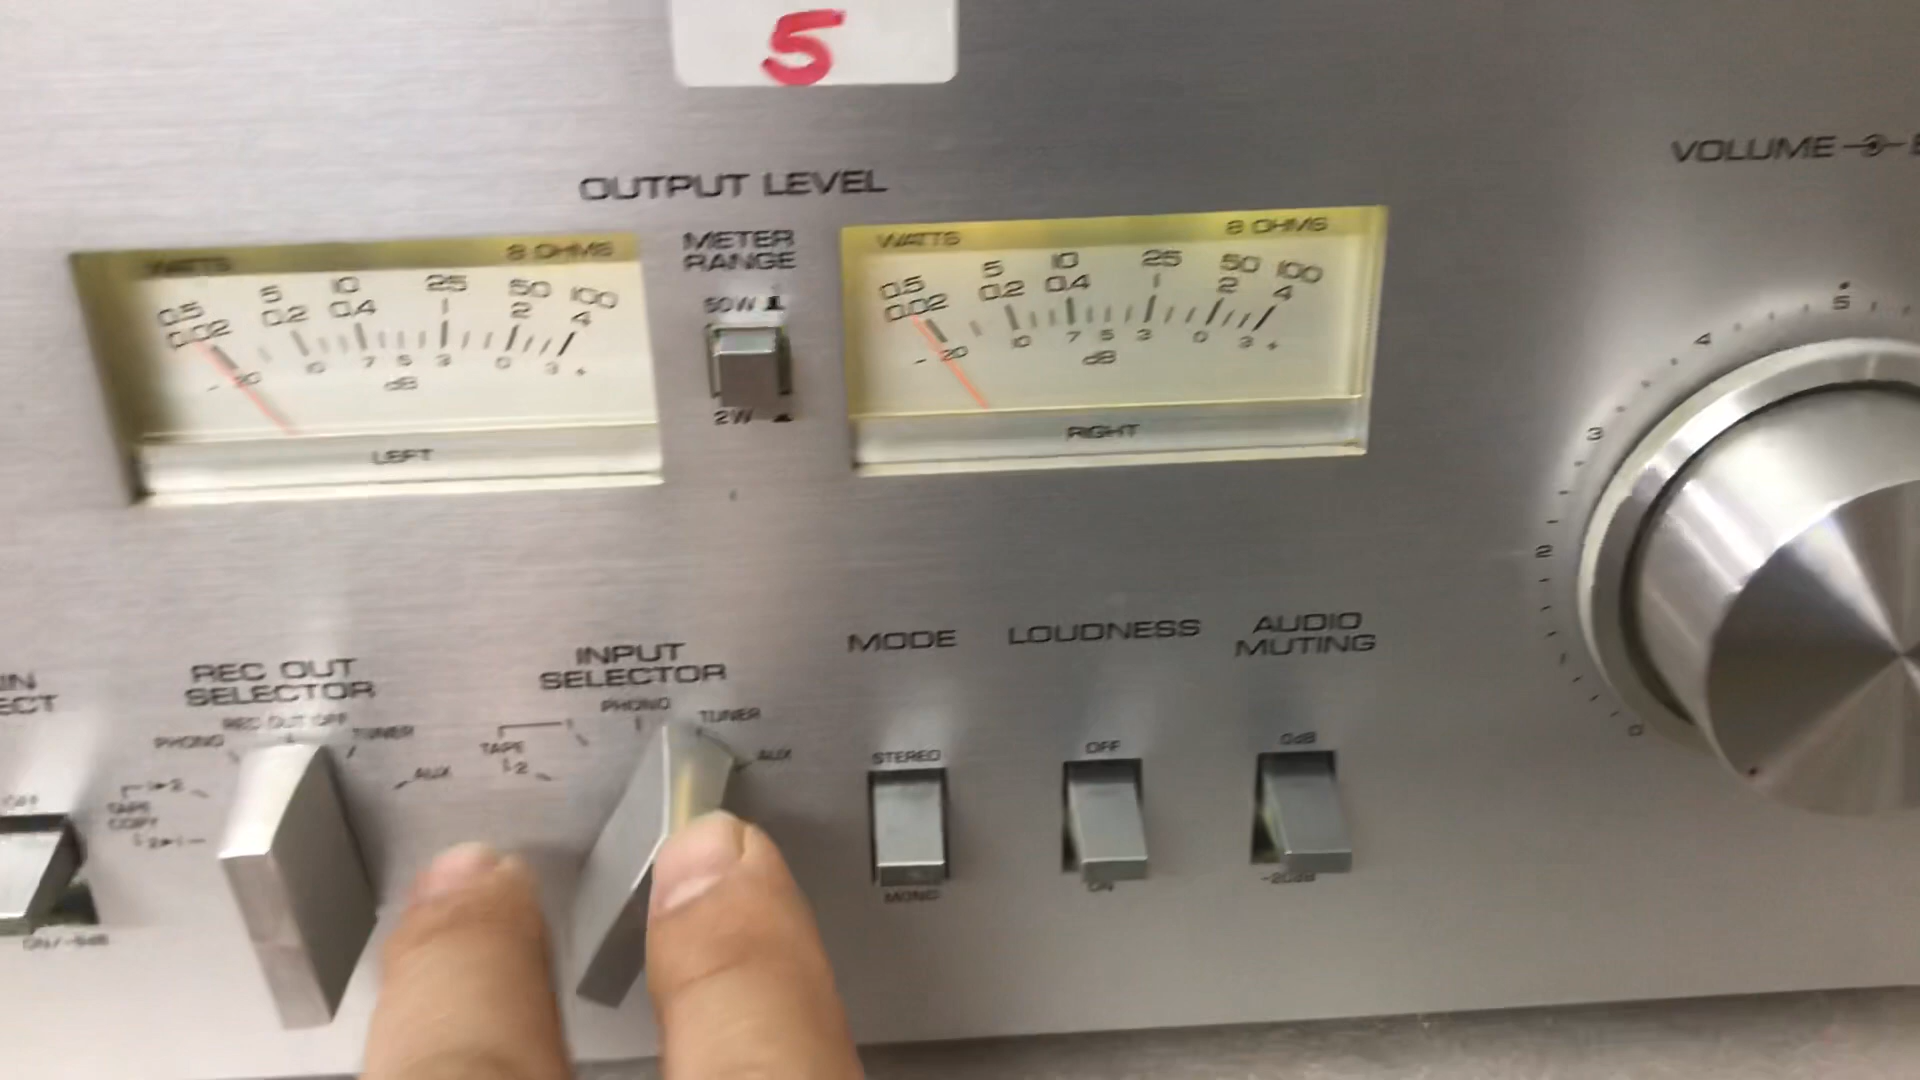 5
VOLUME
OUTPUT LEVEL
METER
RANGE
50W
2W
WATTS 8 OHMS
0.5 5 10 25 50 100
0.02 0.2 0.4 2 4
- 20 10 7 5 3 0 3 +
dB
LEFT
WATTS 8 OHMS
0.5 5 10 25 50 100
0.02 0.2 0.4 2 4
- 20 10 7 5 3 0 3 +
dB
RIGHT
5
4
3
2
1
0
REC OUT
SELECTOR
REC OUT OFF
PHONO TUNER
AUX
1▸2
TAPE
COPY
2▸1
INPUT
SELECTOR
PHONO TUNER
TAPE 1
2
AUX
MODE
STEREO
MONO
LOUDNESS
OFF
ON
AUDIO
MUTING
0dB
-20dB